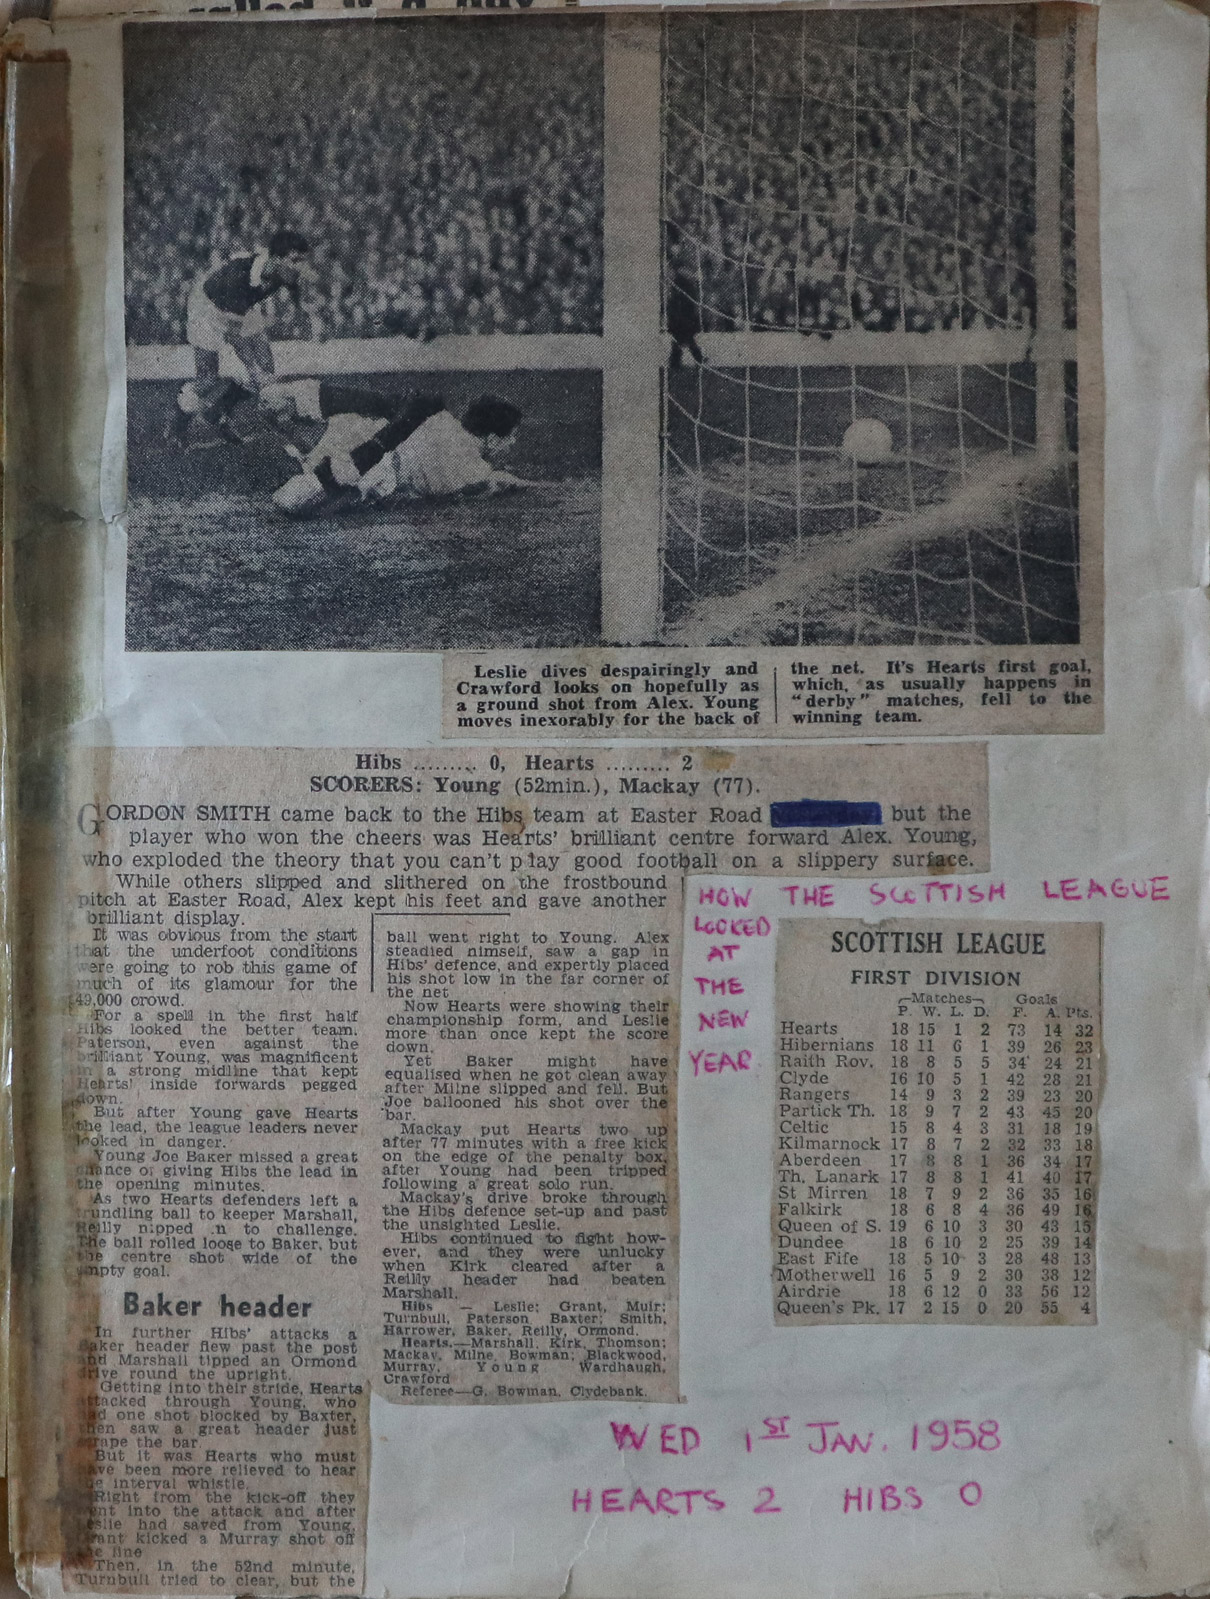 Leslie dives despairingly and
Crawford looks on hopefully as
a ground shot from Alex. Young
moves inexorably for the back of
the net. It's Hearts first goal,
which, as usually happens in
"derby" matches, fell to the
winning team.
Hibs ......... 0, Hearts ......... 2
SCORERS: Young (52min.), Mackay (77).
GORDON SMITH came back to the Hibs team at Easter Road but the
player who won the cheers was Hearts' brilliant centre forward Alex. Young,
who exploded the theory that you can't play good football on a slippery surface.
While others slipped and slithered on the frostbound
pitch at Easter Road, Alex kept his feet and gave another
brilliant display.
It was obvious from the start
that the underfoot conditions
were going to rob this game of
much of its glamour for the
49,000 crowd.
For a spell in the first half
Hibs looked the better team.
Paterson, even against the
brilliant Young, was magnificent
in a strong midline that kept
Hearts' inside forwards pegged
down.
But after Young gave Hearts
the lead, the league leaders never
looked in danger.
Young Joe Baker missed a great
chance of giving Hibs the lead in
the opening minutes.
As two Hearts defenders left a
trundling ball to keeper Marshall,
Reilly nipped in to challenge.
The ball rolled loose to Baker, but
the centre shot wide of the
empty goal.
Baker header
In further Hibs' attacks a
Baker header flew past the post
and Marshall tipped an Ormond
drive round the upright.
Getting into their stride, Hearts
attacked through Young, who
had one shot blocked by Baxter,
then saw a great header just
scrape the bar.
But it was Hearts who must
have been more relieved to hear
the interval whistle.
Right from the kick-off they
went into the attack and after
Leslie had saved from Young,
Grant kicked a Murray shot off
the line
Then, in the 52nd minute,
Turnbull tried to clear, but the
ball went right to Young. Alex
steadied himself, saw a gap in
Hibs' defence, and expertly placed
his shot low in the far corner of
the net
Now Hearts were showing their
championship form, and Leslie
more than once kept the score
down.
Yet Baker might have
equalised when he got clean away
after Milne slipped and fell. But
Joe ballooned his shot over the
bar.
Mackay put Hearts two up
after 77 minutes with a free kick
on the edge of the penalty box,
after Young had been tripped
following a great solo run.
Mackay's drive broke through
the Hibs defence set-up and past
the unsighted Leslie.
Hibs continued to fight how-
ever, and they were unlucky
when Kirk cleared after a
Reilly header had beaten
Marshall.
Hibs — Leslie; Grant, Muir;
Turnbull, Paterson Baxter; Smith,
Harrower, Baker, Reilly, Ormond.
Hearts.—Marshall, Kirk, Thomson;
Mackay, Milne, Bowman; Blackwood,
Murray, Young Wardhaugh,
Crawford
Referee—G. Bowman, Clydebank.
HOW THE SCOTTISH LEAGUE
LOOKED
AT
THE
NEW
YEAR
SCOTTISH LEAGUE
FIRST DIVISION
Matches Goals
P. W. L. D. F. A. Pts.
Hearts 18 15 1 2 73 14 32
Hibernians 18 11 6 1 39 26 23
Raith Rov. 18 8 5 5 34 24 21
Clyde 16 10 5 1 42 28 21
Rangers 14 9 3 2 39 23 20
Partick Th. 18 9 7 2 43 45 20
Celtic 15 8 4 3 31 18 19
Kilmarnock 17 8 7 2 32 33 18
Aberdeen 17 8 8 1 36 34 17
Th. Lanark 17 8 8 1 41 40 17
St Mirren 18 7 9 2 36 35 16
Falkirk 18 6 8 4 36 49 16
Queen of S. 19 6 10 3 30 43 15
Dundee 18 6 10 2 25 39 14
East Fife 18 5 10 3 28 48 13
Motherwell 16 5 9 2 30 38 12
Airdrie 18 6 12 0 33 56 12
Queen's Pk. 17 2 15 0 20 55 4
WED 1ST JAN. 1958
HEARTS 2 HIBS 0